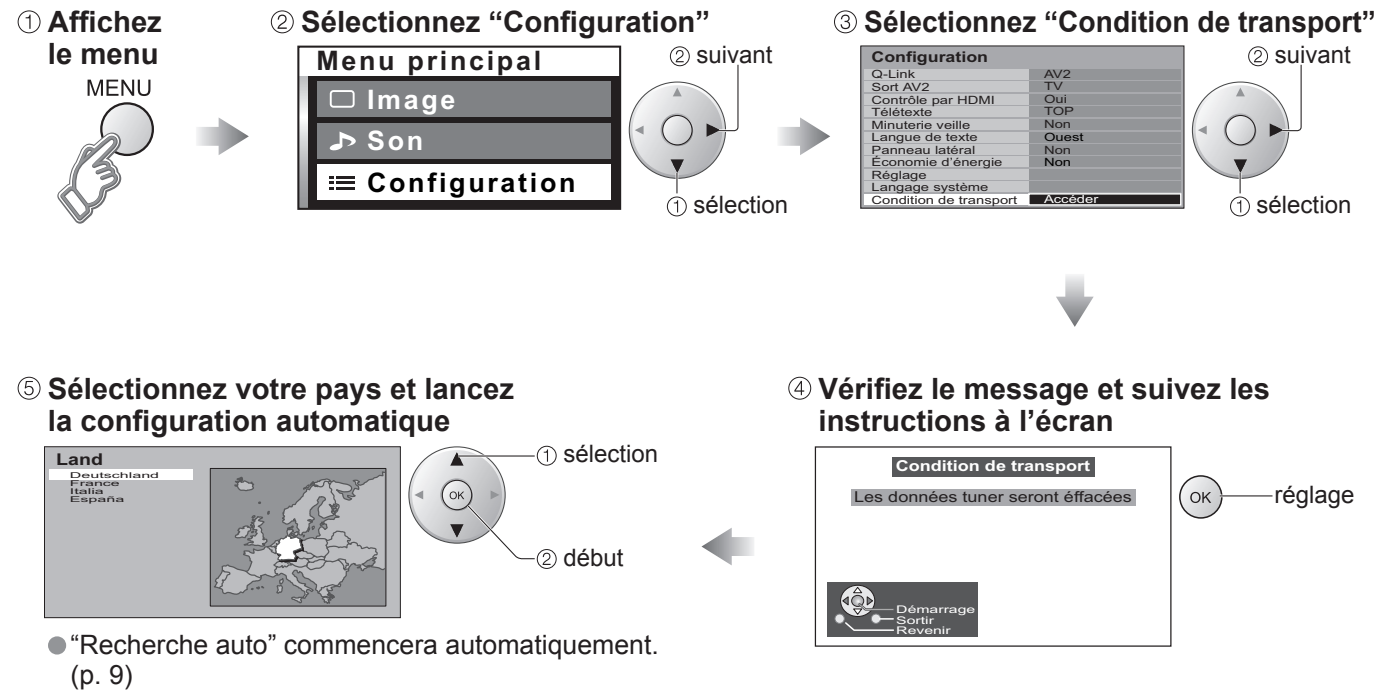 ① Affichez
le menu
MENU
② Sélectionnez “Configuration”
Menu principal
Image
Son
Configuration
② suivant
① sélection
③ Sélectionnez “Condition de transport”
Configuration
Q-Link AV2
Sort AV2 TV
Contrôle par HDMI Oui
Télétexte TOP
Minuterie veille Non
Langue de texte Ouest
Panneau latéral Non
Économie d’énergie Non
Réglage
Langage système
Condition de transport Accéder
② suivant
① sélection
⑤ Sélectionnez votre pays et lancez
la configuration automatique
Land
Deutschland
France
Italia
España
① sélection
OK
② début
● “Recherche auto” commencera automatiquement.
(p. 9)
④ Vérifiez le message et suivez les
instructions à l’écran
Condition de transport
Les données tuner seront éffacées
Démarrage
Sortir
Revenir
OK
réglage